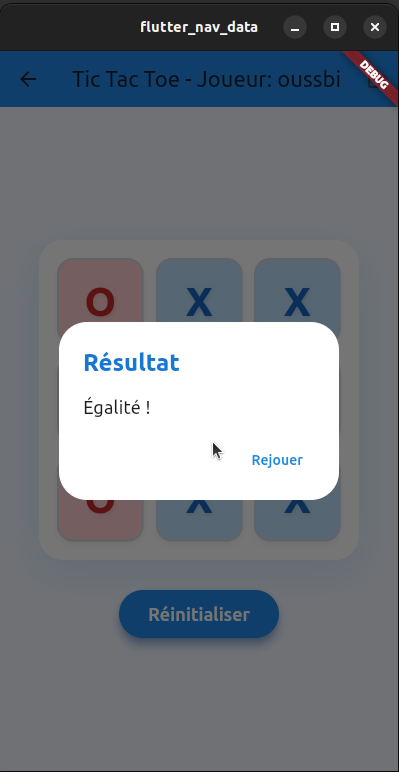 flutter_nav_data
Tic Tac Toe - Joueur: oussbi
DEBUG
O X X
Résultat
Égalité !
Rejouer
O X X
Réinitialiser